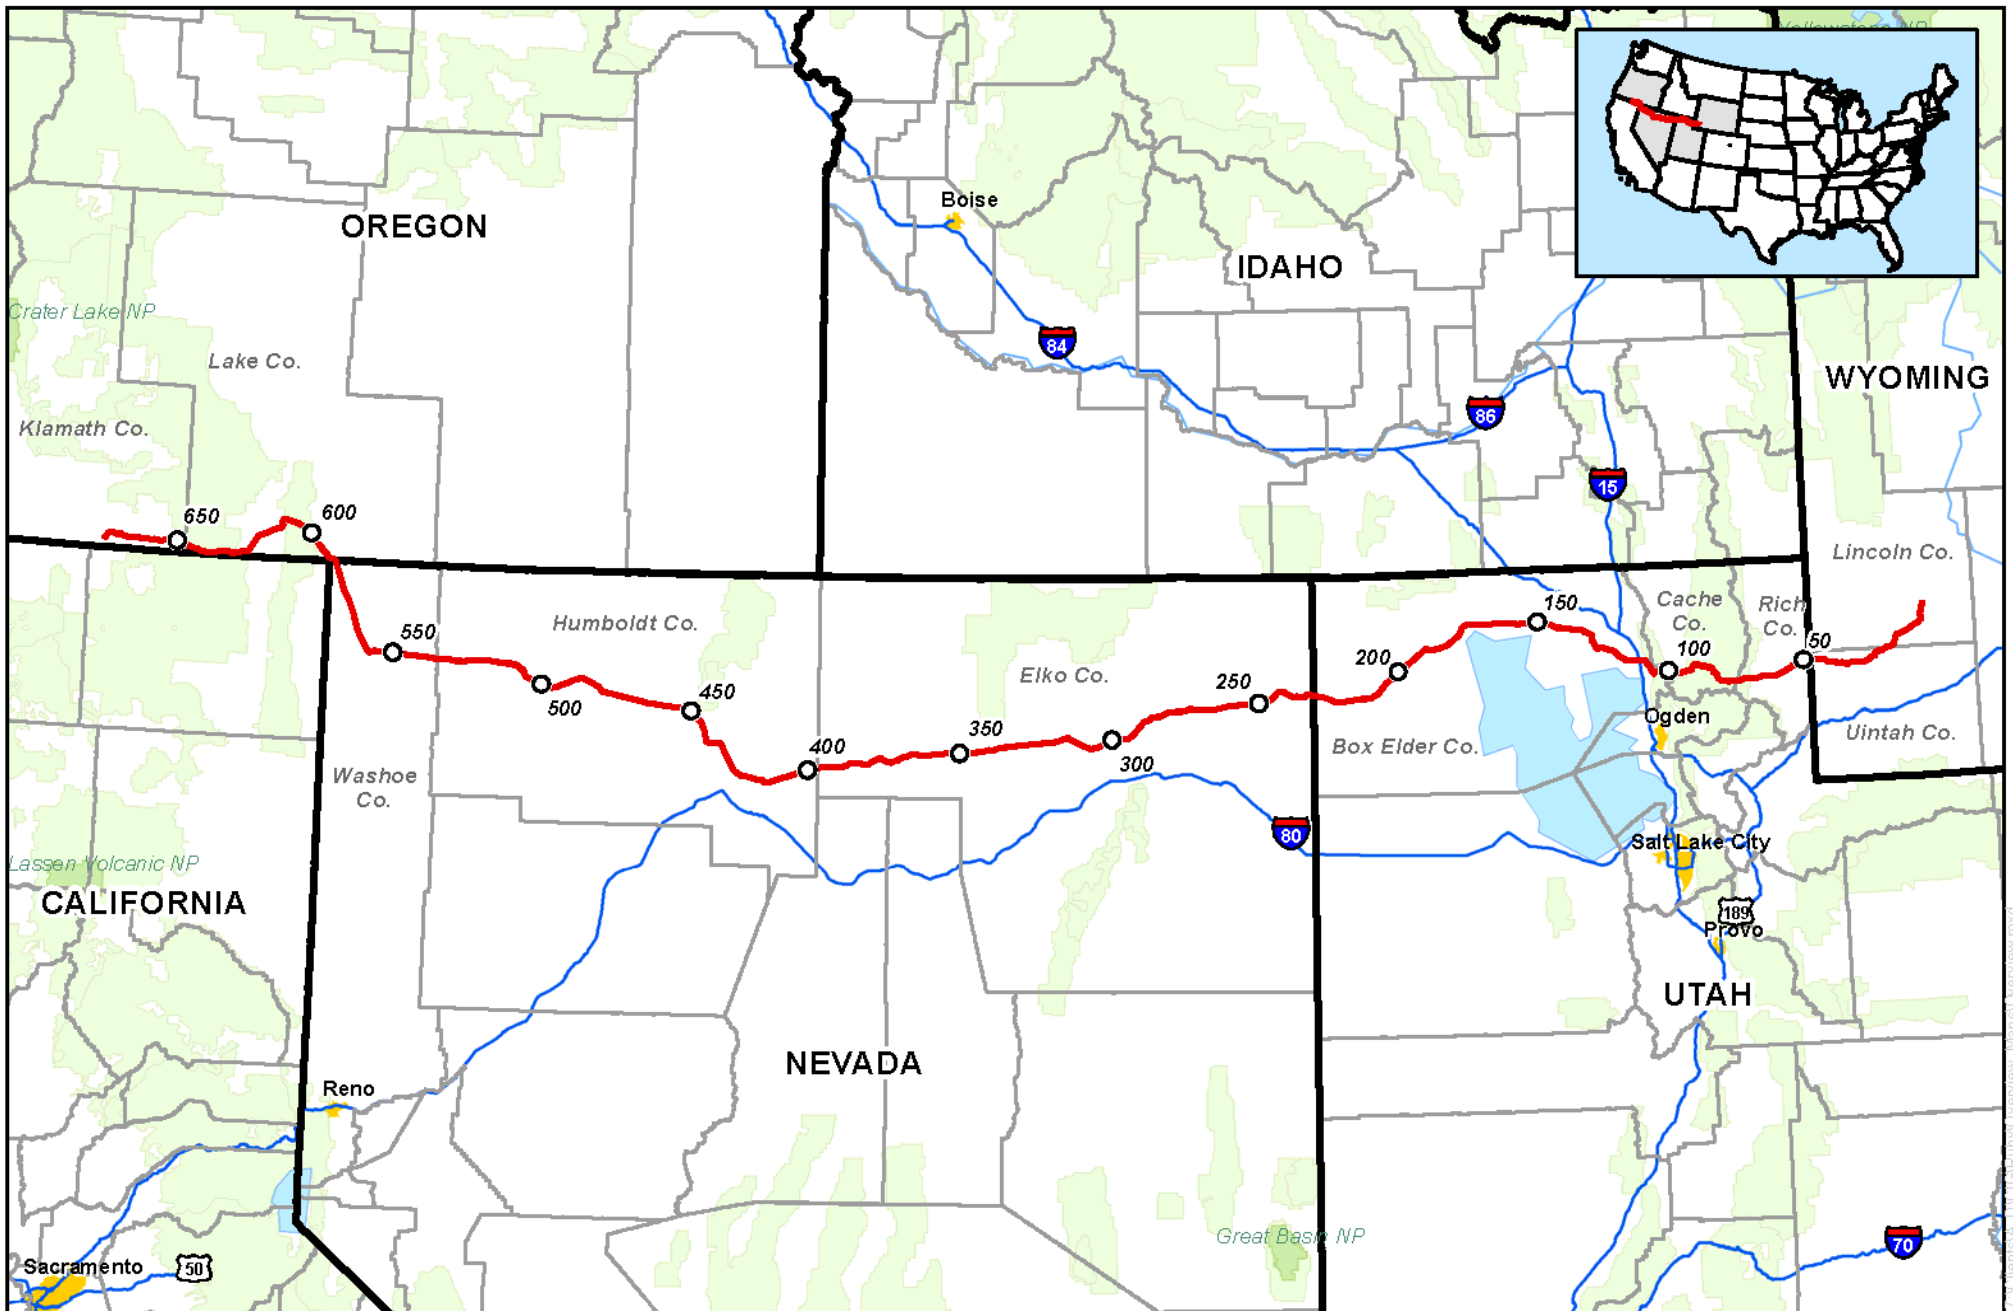 Yellowstone NP
Boise
OREGON
IDAHO
Crater Lake NP
84
Lake Co.
WYOMING
86
Klamath Co.
15
650
600
Lincoln Co.
150
Cache
Co.
Rich
Co.
Humboldt Co.
550
50
100
200
Elko Co.
250
450
500
Ogden
350
400
Box Elder Co.
Uintah Co.
300
Washoe
Co.
80
Salt Lake City
Lassen Volcanic NP
CALIFORNIA
189
Provo
UTAH
NEVADA
Reno
Great Basin NP
70
Sacramento
50